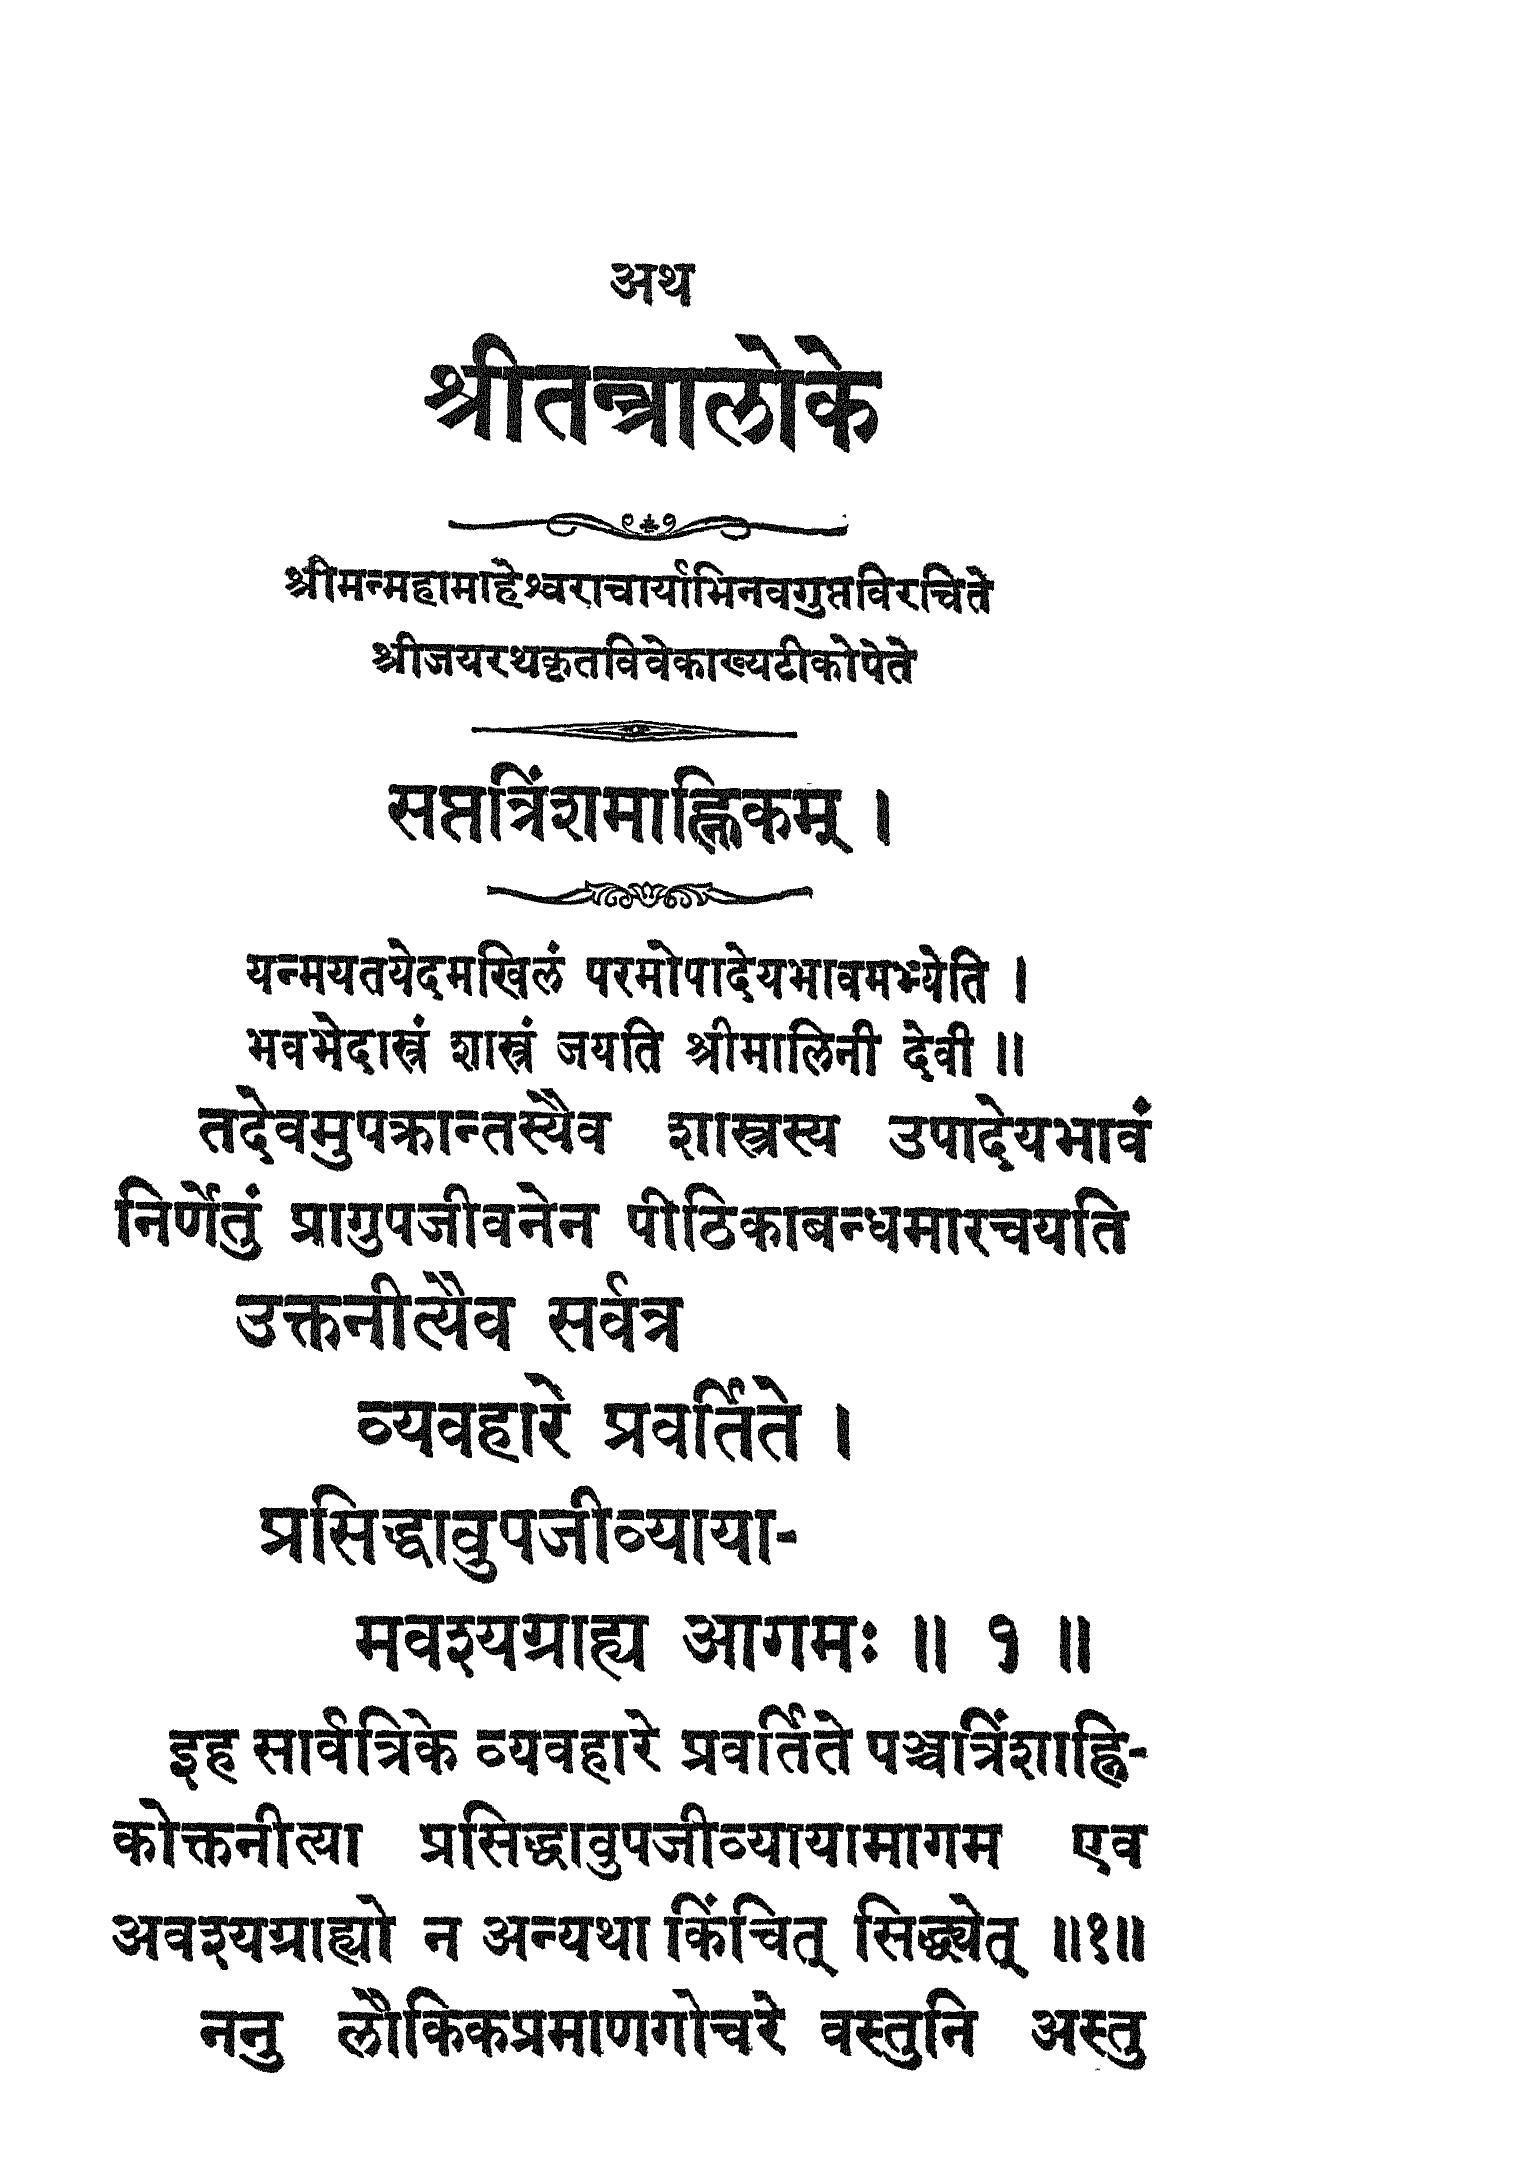 अथ
श्रीतन्त्रालोके
श्रीमन्महामाहेश्वराचार्याभिनवगुप्तविरचिते
श्रीजयरथकृतविवेकाख्यटीकोपेते
सप्तत्रिंशमाह्निकम् ।
यन्मयतयेदमखिलं परमोपादेयभावमभ्येति ।
भवभेदास्त्रं शास्त्रं जयति श्रीमालिनी देवी ॥
तदेवमुपक्रान्तस्यैव शास्त्रस्य उपादेयभावं
निर्णेतुं प्रागुपजीवनेन पीठिकाबन्धमारचयति
उक्तनीत्यैव सर्वत्र
व्यवहारे प्रवर्तिते ।
प्रसिद्धावुपजीव्याया-
मवश्यग्राह्य आगमः ॥ १ ॥
इह सार्वत्रिके व्यवहारे प्रवर्तिते पञ्चत्रिंशाह्नि-
कोक्तनीत्या प्रसिद्धावुपजीव्यायामागम एव
अवश्यग्राह्यो न अन्यथा किंचित् सिद्ध्येत् ॥१॥
ननु लौकिकप्रमाणगोचरे वस्तुनि अस्तु